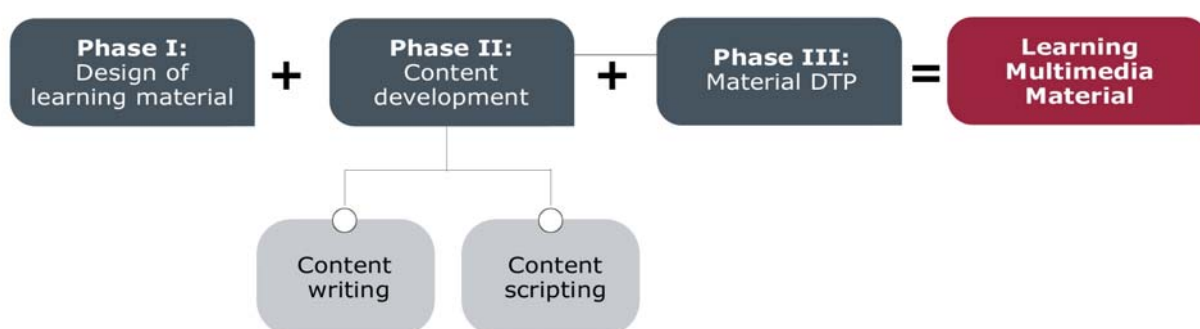 Phase I:
Design of
learning material
+
Phase II:
Content
development
+
Phase III:
Material DTP
=
Learning
Multimedia
Material
Content
writing
Content
scripting